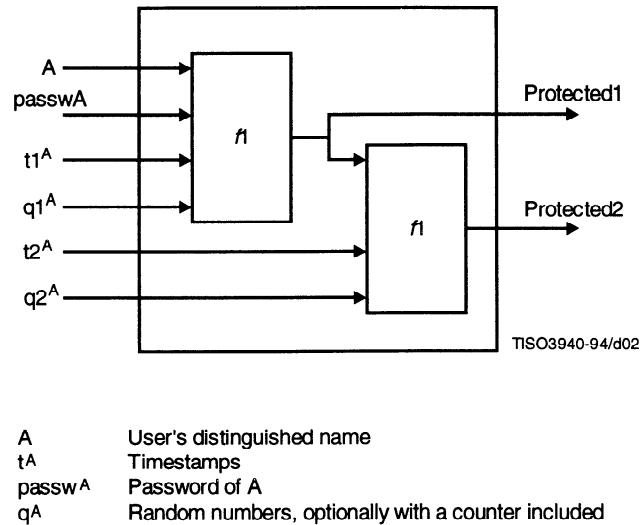 A
passwA
t1ᴬ
q1ᴬ
t2ᴬ
q2ᴬ
f1
f1
Protected1
Protected2
TISO3940-94/d02
A User's distinguished name
tᴬ Timestamps
passwᴬ Password of A
qᴬ Random numbers, optionally with a counter included